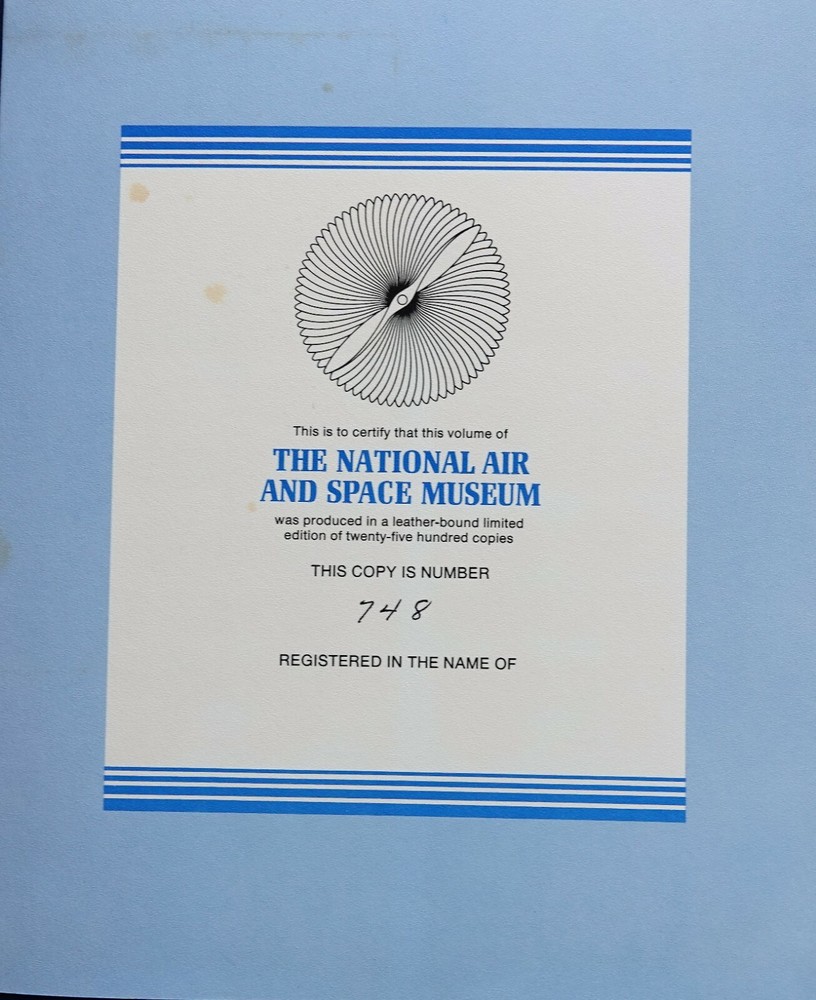 This is to certify that this volume of
THE NATIONAL AIR
AND SPACE MUSEUM
was produced in a leather-bound limited
edition of twenty-five hundred copies
THIS COPY IS NUMBER
748
REGISTERED IN THE NAME OF